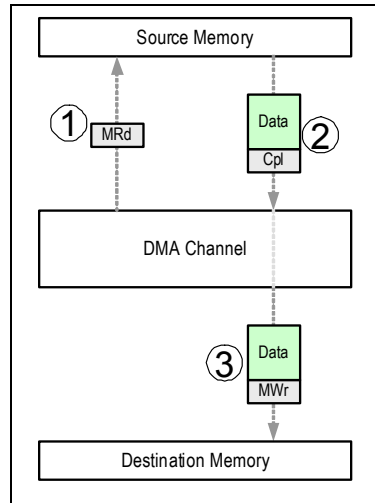 Source Memory
1
MRd
Data
2
Cpl
DMA Channel
Data
3
MWr
Destination Memory